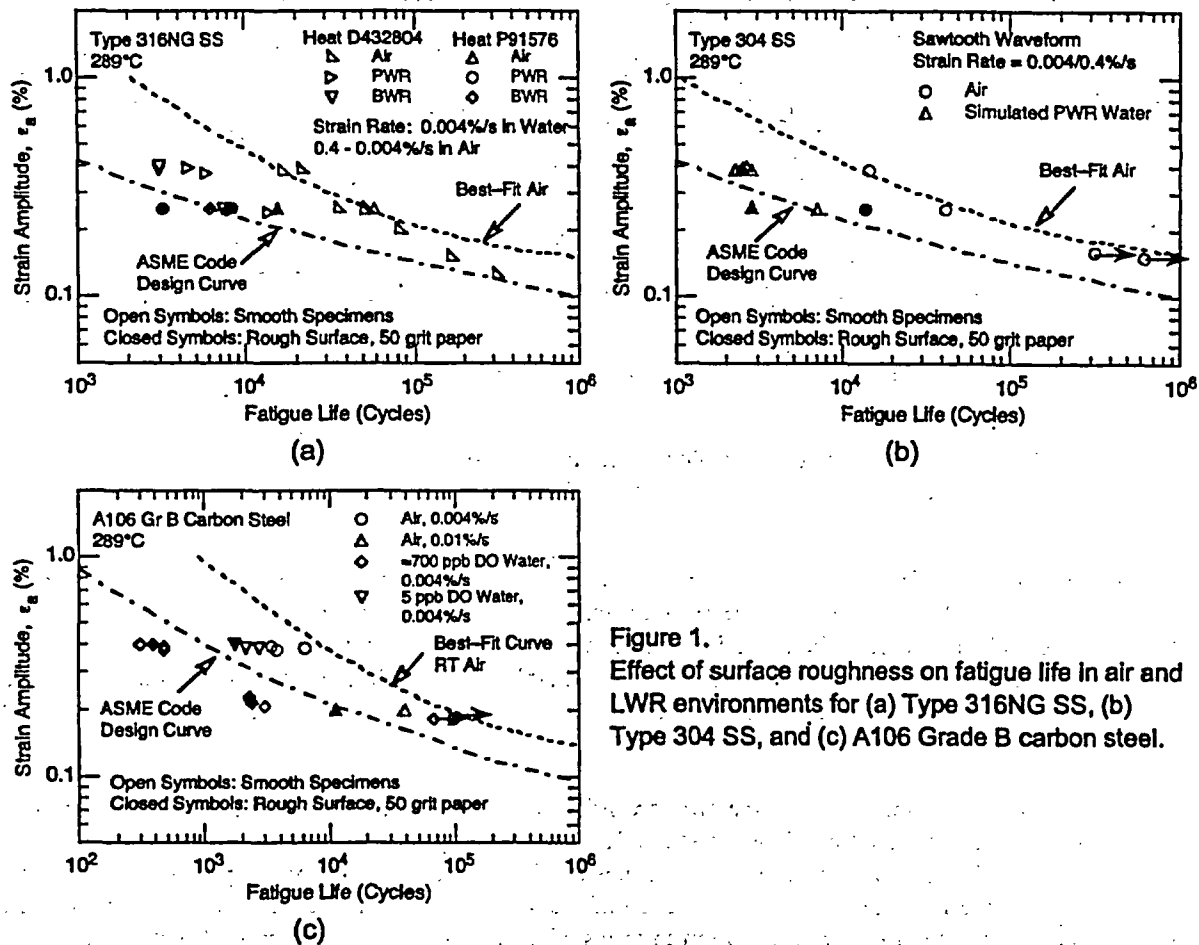 Type 316NG SS
289°C
Heat D432804 Heat P91576
Air Air
PWR PWR
BWR BWR
Strain Rate: 0.004%/s in Water
0.4 - 0.004%/s in Air
Best–Fit Air
ASME Code
Design Curve
Open Symbols: Smooth Specimens
Closed Symbols: Rough Surface, 50 grit paper
Strain Amplitude, εa (%)
1.0
0.1
10³ 10⁴ 10⁵ 10⁶
Fatigue Life (Cycles)
(a)
Type 304 SS
289°C
Sawtooth Waveform
Strain Rate = 0.004/0.4%/s
Air
Simulated PWR Water
Best–Fit Air
ASME Code
Design Curve
Open Symbols: Smooth Specimens
Closed Symbols: Rough Surface, 50 grit paper
Strain Amplitude, εa (%)
1.0
0.1
10³ 10⁴ 10⁵ 10⁶
Fatigue Life (Cycles)
(b)
A106 Gr B Carbon Steel
289°C
Air, 0.004%/s
Air, 0.01%/s
≈700 ppb DO Water,
0.004%/s
5 ppb DO Water,
0.004%/s
Best–Fit Curve
RT Air
ASME Code
Design Curve
Open Symbols: Smooth Specimens
Closed Symbols: Rough Surface, 50 grit paper
Strain Amplitude, εa (%)
1.0
0.1
10² 10³ 10⁴ 10⁵ 10⁶
Fatigue Life (Cycles)
(c)
Figure 1.
Effect of surface roughness on fatigue life in air and
LWR environments for (a) Type 316NG SS, (b)
Type 304 SS, and (c) A106 Grade B carbon steel.